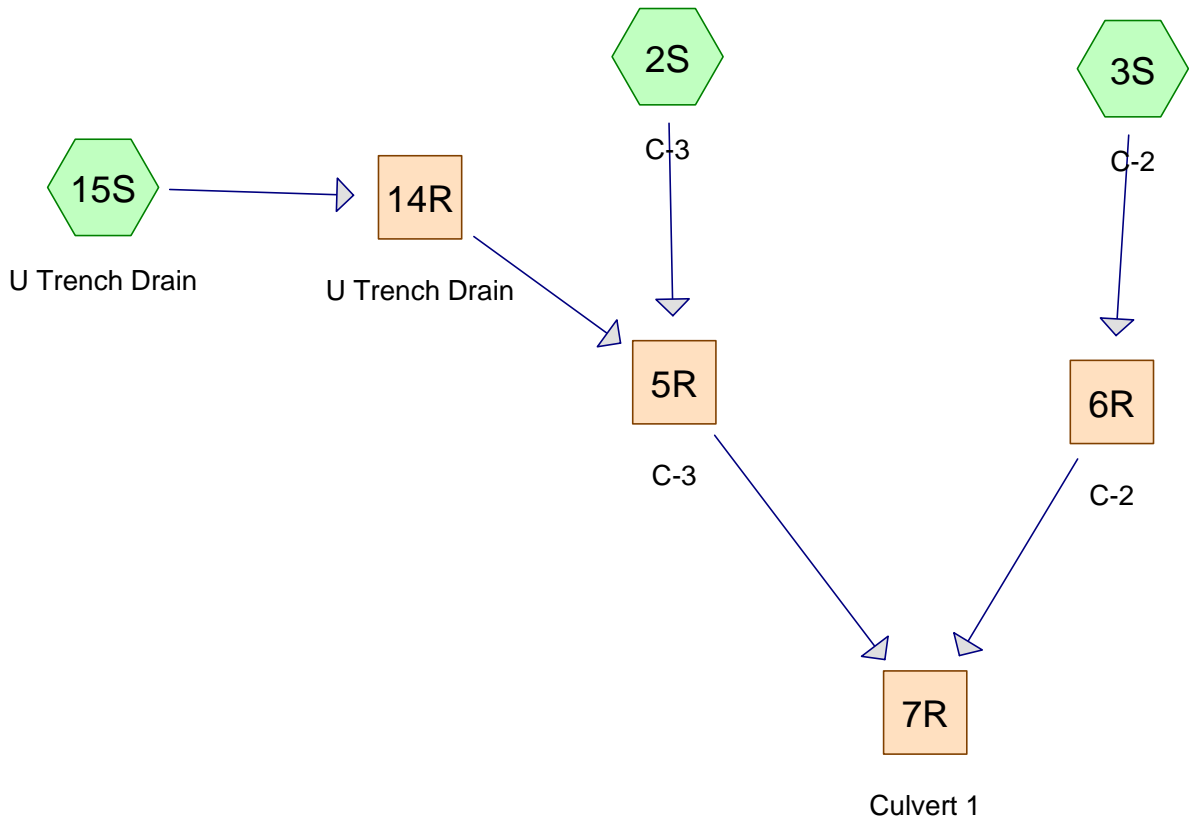 2S
3S
C-3
C-2
15S
14R
U Trench Drain
U Trench Drain
5R
6R
C-3
C-2
7R
Culvert 1